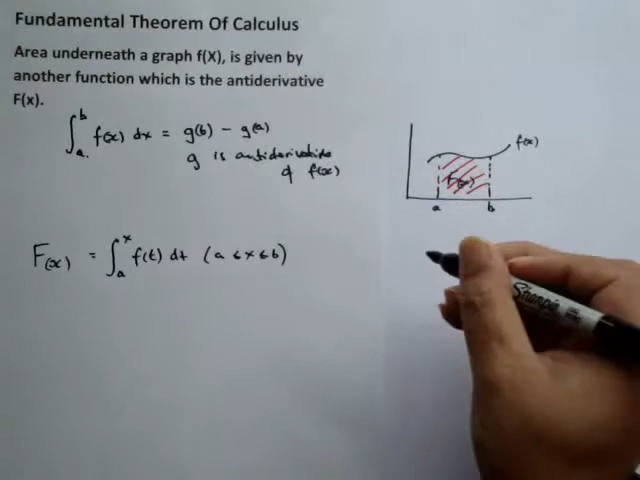 Fundamental Theorem Of Calculus
Area underneath a graph f(X), is given by
another function which is the antiderivative
F(x).
∫ₐᵇ f(x) dx = g(b) - g(a)
g is antiderivative
of f(x)
f(x)
F(x)
a b
F(x) = ∫ₐˣ f(t) dt (a ≤ x ≤ b)
Sharpie